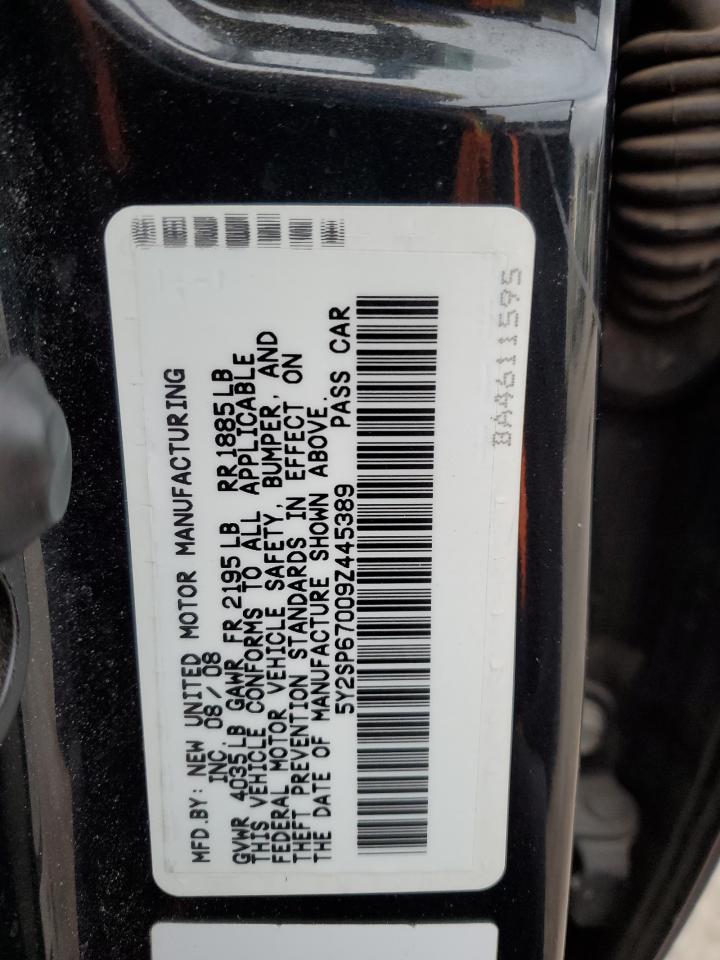 MFD.BY: NEW UNITED MOTOR MANUFACTURING
INC. 08/08
GVWR 4035LB GAWR FR 2195LB RR 1885LB
THIS VEHICLE CONFORMS TO ALL APPLICABLE
FEDERAL MOTOR VEHICLE SAFETY, BUMPER, AND
THEFT PREVENTION STANDARDS IN EFFECT ON
THE DATE OF MANUFACTURE SHOWN ABOVE.
5Y2SP67009Z445389 PASS CAR
BA4611595